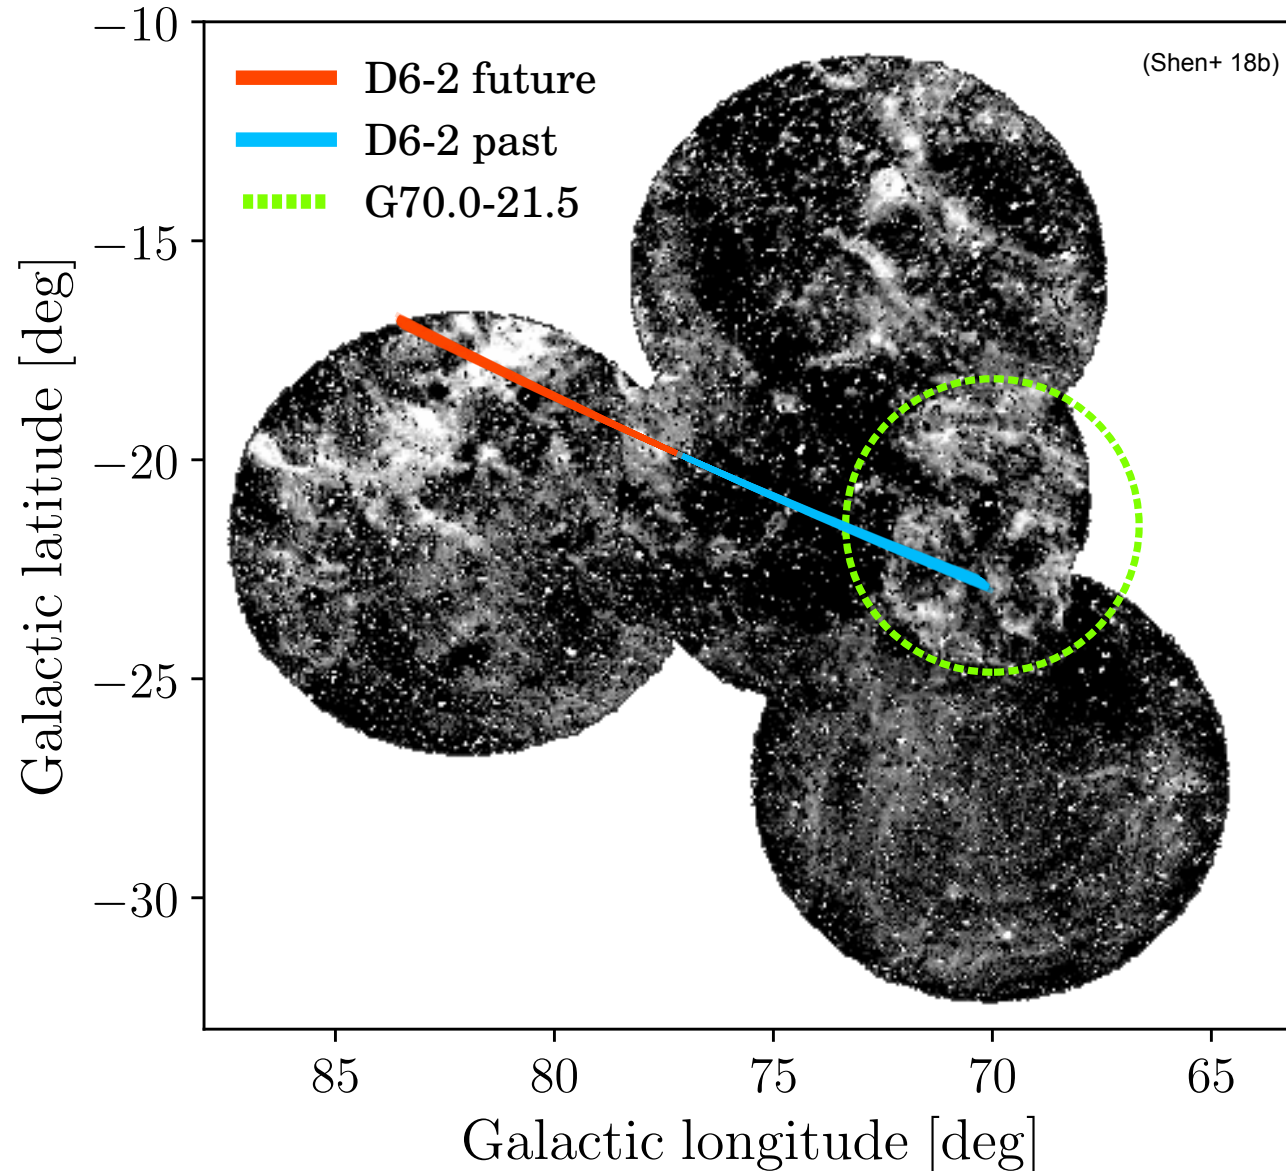 (Shen+ 18b)
D6-2 future
D6-2 past
G70.0-21.5
−10
−15
−20
−25
−30
Galactic latitude [deg]
85 80 75 70 65
Galactic longitude [deg]